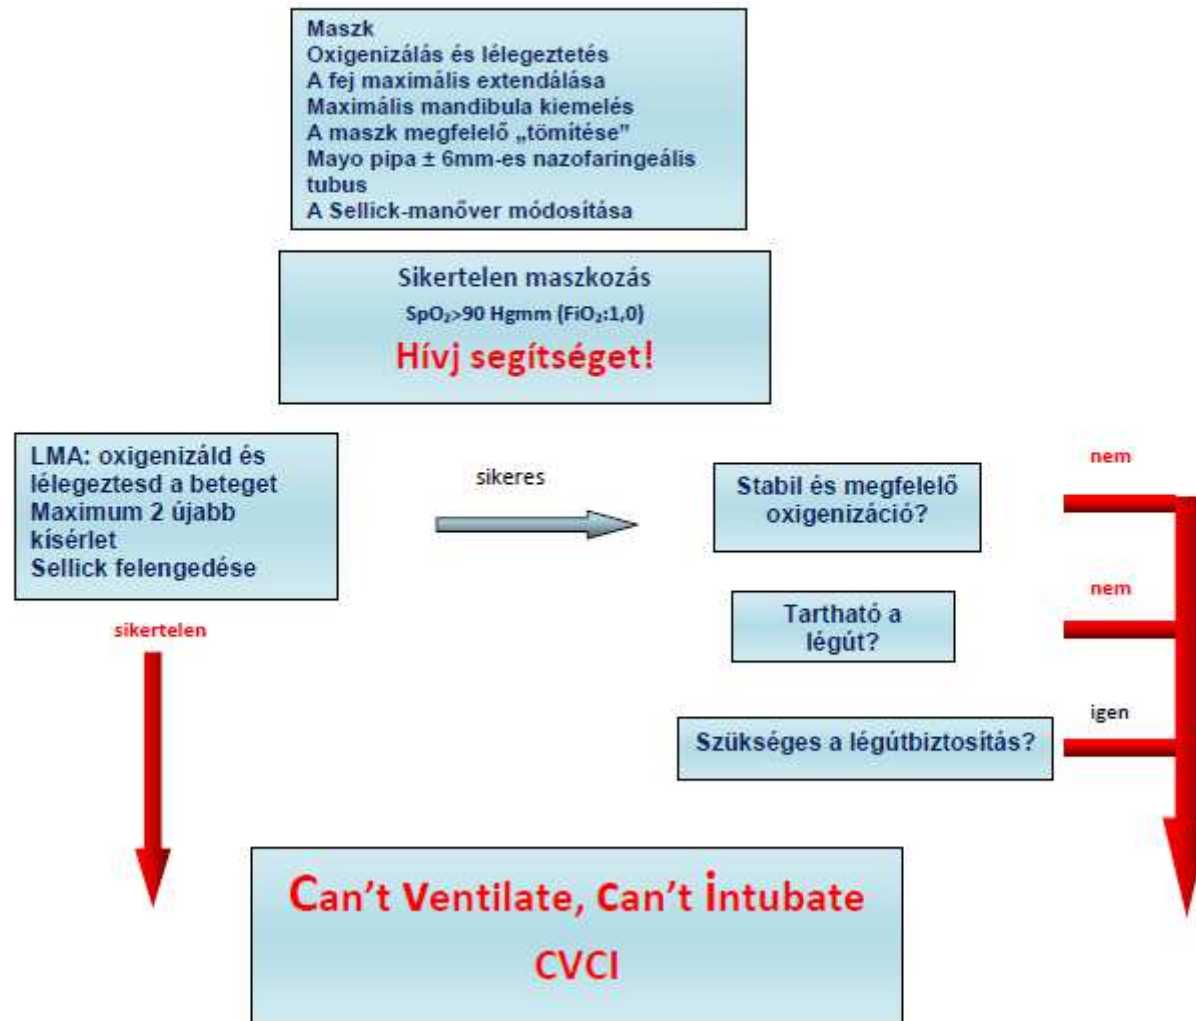 Maszk
Oxigenizálás és lélegeztetés
A fej maximális extendálása
Maximális mandibula kiemelés
A maszk megfelelő „tömítése”
Mayo pipa ± 6mm-es nazofaringeális
tubus
A Sellick-manőver módosítása
Sikertelen maszkozás
SpO₂>90 Hgmm (FiO₂:1,0)
Hívj segítséget!
LMA: oxigenizáld és
lélegeztesd a beteget
Maximum 2 újabb
kísérlet
Sellick felengedése
sikeres
Stabil és megfelelő
oxigenizáció?
nem
Tartható a
légút?
nem
Szükséges a légútbiztosítás?
igen
sikertelen
Can’t ventilate, can’t intubate
CVCI